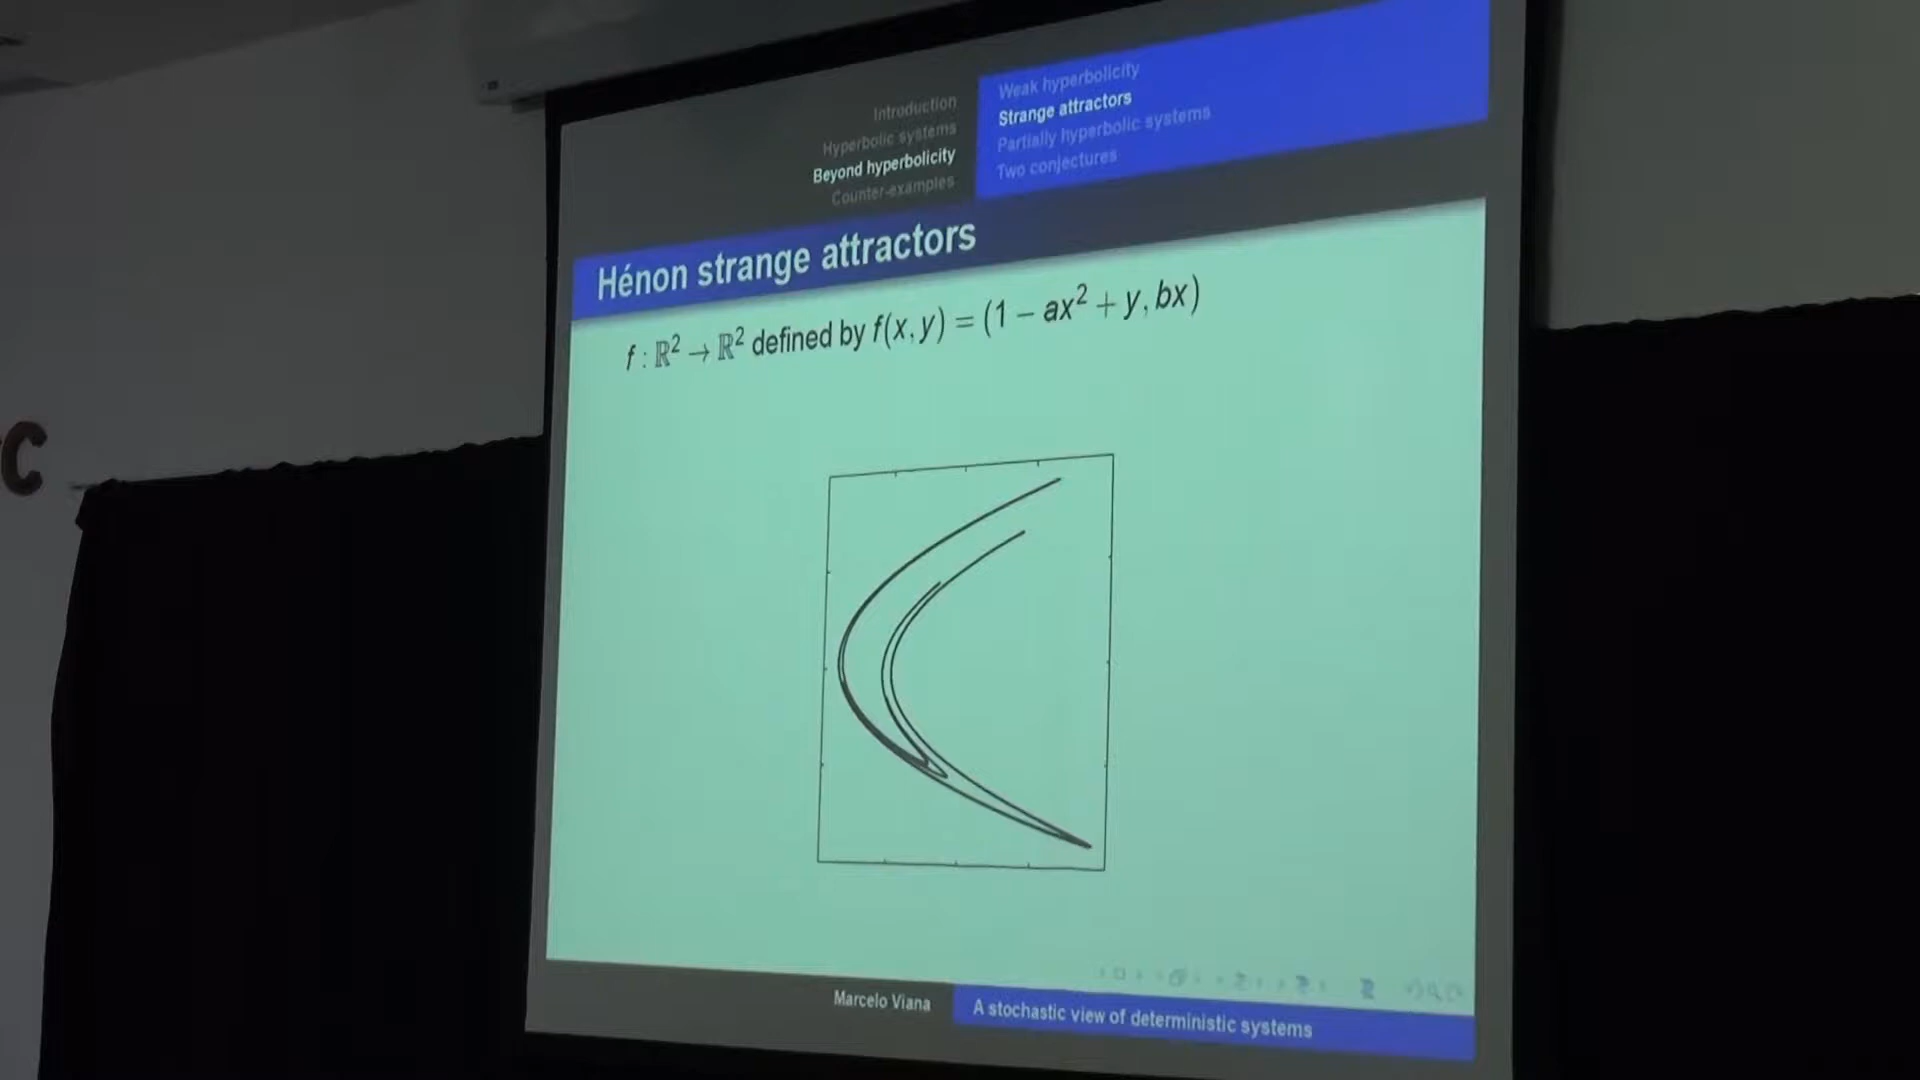 Introduction
Hyperbolic systems
Beyond hyperbolicity
Counter-examples
Weak hyperbolicity
Strange attractors
Partially hyperbolic systems
Two conjectures
Hénon strange attractors
f : ℝ² → ℝ² defined by f(x, y) = (1 − ax² + y, bx)
C
Marcelo Viana
A stochastic view of deterministic systems